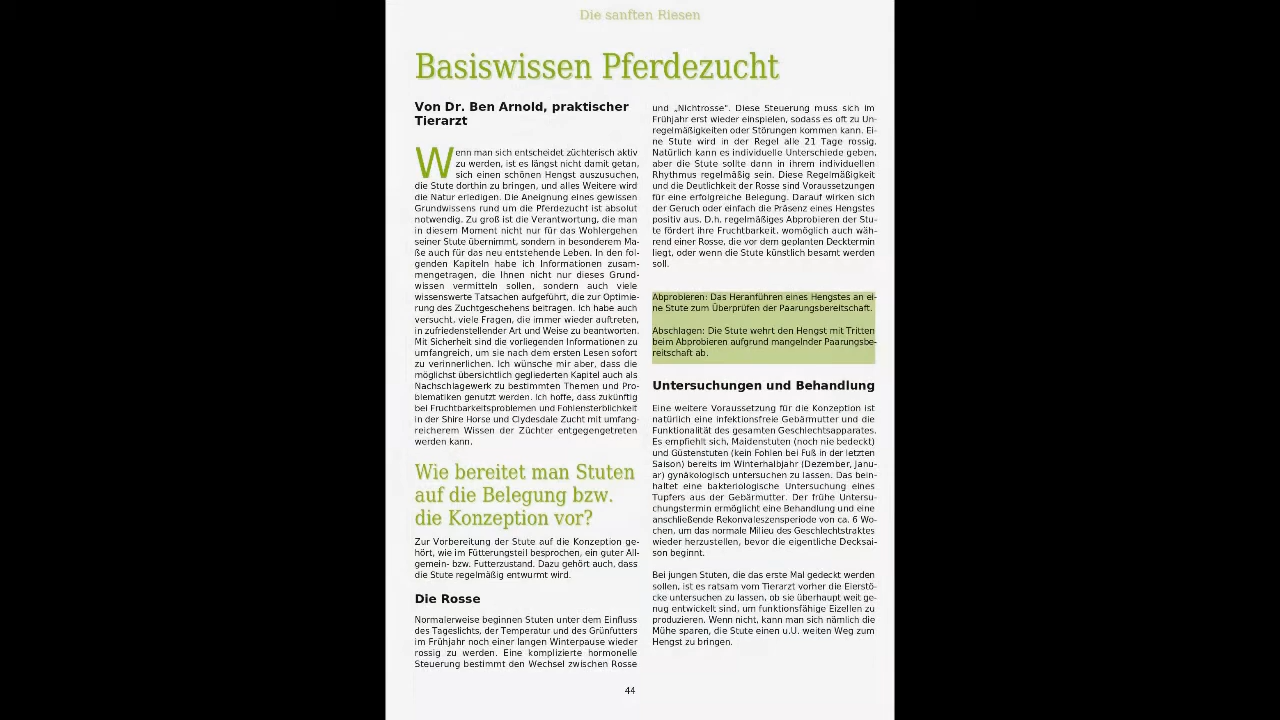 Die sanften Riesen
Basiswissen Pferdezucht
Von Dr. Ben Arnold, praktischer
Tierarzt
Wenn man sich entscheidet züchterisch aktiv
zu werden, ist es längst nicht damit getan,
sich einen schönen Hengst auszusuchen,
die Stute dorthin zu bringen, und alles Weitere wird
die Natur erledigen. Die Aneignung eines gewissen
Grundwissens rund um die Pferdezucht ist absolut
notwendig. Zu groß ist die Verantwortung, die man
in diesem Moment nicht nur für das Wohlergehen
seiner Stute übernimmt, sondern in besonderem Ma-
ße auch für das neu entstehende Leben. In den fol-
genden Kapiteln habe ich Informationen zusam-
mengetragen, die Ihnen nicht nur dieses Grund-
wissen vermitteln sollen, sondern auch viele
wissenswerte Tatsachen aufgeführt, die zur Optimie-
rung des Zuchtgeschehens beitragen. Ich habe auch
versucht, viele Fragen, die immer wieder auftreten,
in zufriedenstellender Art und Weise zu beantworten.
Mit Sicherheit sind die vorliegenden Informationen zu
umfangreich, um sie nach dem ersten Lesen sofort
zu verinnerlichen. Ich wünsche mir aber, dass die
möglichst übersichtlich gegliederten Kapitel auch als
Nachschlagewerk zu bestimmten Themen und Pro-
blematiken genutzt werden. Ich hoffe, dass zukünftig
bei Fruchtbarkeitsproblemen und Fohlensterblichkeit
in der Shire Horse und Clydesdale Zucht mit umfang-
reicherem Wissen der Züchter entgegengetreten
werden kann.
Wie bereitet man Stuten
auf die Belegung bzw.
die Konzeption vor?
Zur Vorbereitung der Stute auf die Konzeption ge-
hört, wie im Fütterungsteil besprochen, ein guter All-
gemein- bzw. Futterzustand. Dazu gehört auch, dass
die Stute regelmäßig entwurmt wird.
Die Rosse
Normalerweise beginnen Stuten unter dem Einfluss
des Tageslichts, der Temperatur und des Grünfutters
im Frühjahr noch einer langen Winterpause wieder
rossig zu werden. Eine komplizierte hormonelle
Steuerung bestimmt den Wechsel zwischen Rosse
und „Nichtrosse". Diese Steuerung muss sich im
Frühjahr erst wieder einspielen, sodass es oft zu Un-
regelmäßigkeiten oder Störungen kommen kann. Ei-
ne Stute wird in der Regel alle 21 Tage rossig.
Natürlich kann es individuelle Unterschiede geben,
aber die Stute sollte dann in ihrem individuellen
Rhythmus regelmäßig sein. Diese Regelmäßigkeit
und die Deutlichkeit der Rosse sind Voraussetzungen
für eine erfolgreiche Belegung. Darauf wirken sich
der Geruch oder einfach die Präsenz eines Hengstes
positiv aus. D.h. regelmäßiges Abprobieren der Stu-
te fördert ihre Fruchtbarkeit, womöglich auch wäh-
rend einer Rosse, die vor dem geplanten Decktermin
liegt, oder wenn die Stute künstlich besamt werden
soll.
Abprobieren: Das Heranführen eines Hengstes an ei-
ne Stute zum Überprüfen der Paarungsbereitschaft.
Abschlagen: Die Stute wehrt den Hengst mit Tritten
beim Abprobieren aufgrund mangelnder Paarungsbe-
reitschaft ab.
Untersuchungen und Behandlung
Eine weitere Voraussetzung für die Konzeption ist
natürlich eine infektionsfreie Gebärmutter und die
Funktionalität des gesamten Geschlechtsapparates.
Es empfiehlt sich, Maidenstuten (noch nie bedeckt)
und Güstenstuten (kein Fohlen bei Fuß in der letzten
Saison) bereits im Winterhalbjahr (Dezember, Janu-
ar) gynäkologisch untersuchen zu lassen. Das bein-
haltet eine bakteriologische Untersuchung eines
Tupfers aus der Gebärmutter. Der frühe Untersu-
chungstermin ermöglicht eine Behandlung und eine
anschließende Rekonvaleszensperiode von ca. 6 Wo-
chen, um das normale Milieu des Geschlechtstraktes
wieder herzustellen, bevor die eigentliche Decksai-
son beginnt.
Bei jungen Stuten, die das erste Mal gedeckt werden
sollen, ist es ratsam vom Tierarzt vorher die Eierstö-
cke untersuchen zu lassen, ob sie überhaupt weit ge-
nug entwickelt sind, um funktionsfähige Eizellen zu
produzieren. Wenn nicht, kann man sich nämlich die
Mühe sparen, die Stute einen u.U. weiten Weg zum
Hengst zu bringen.
44